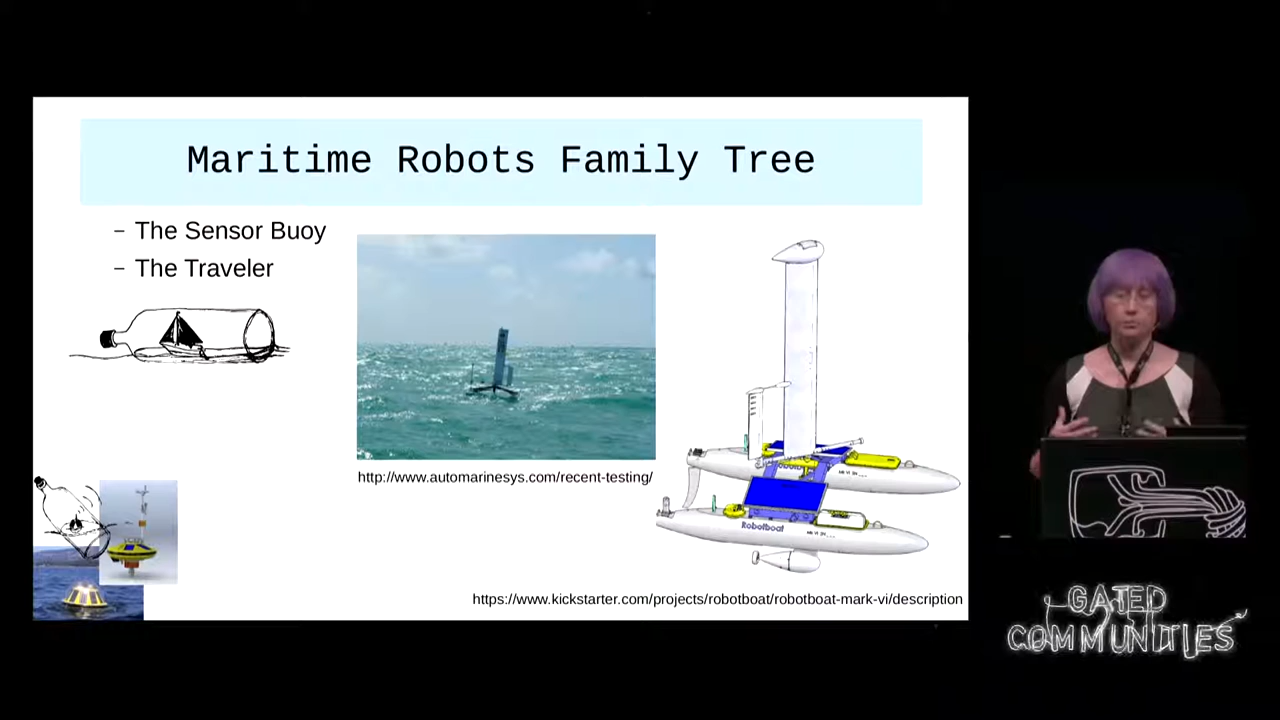 Maritime Robots Family Tree
– The Sensor Buoy
– The Traveler
http://www.automarinesys.com/recent-testing/
Robotboat
https://www.kickstarter.com/projects/robotboat/robotboat-mark-vi/description
GATED
COMMUNITIES